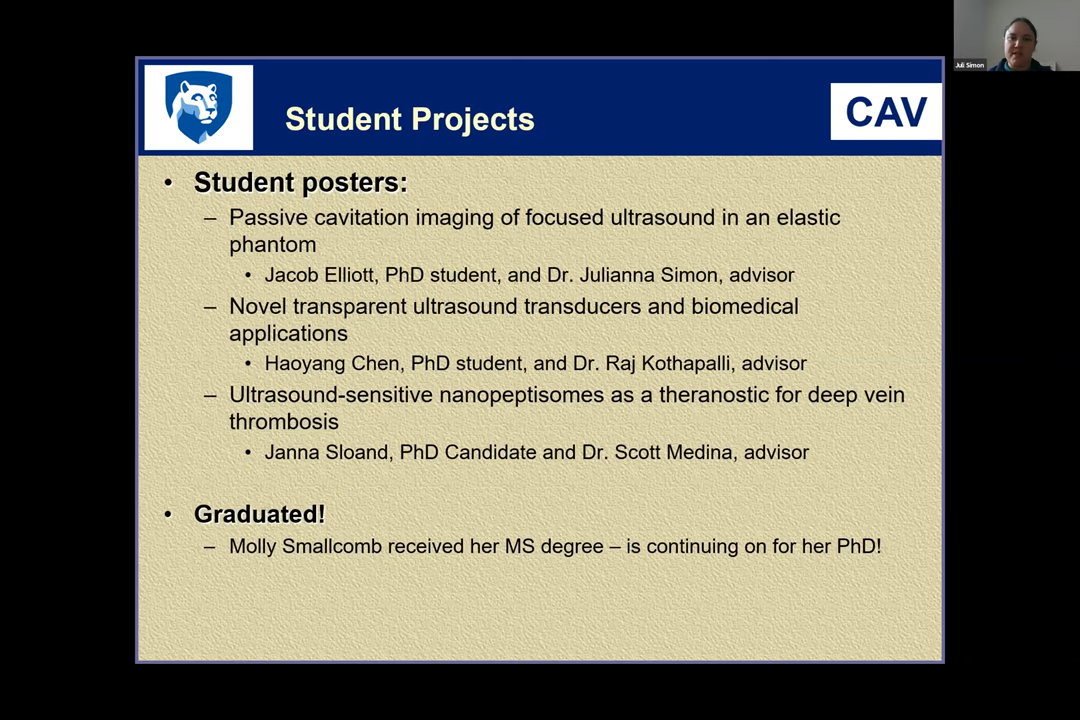 Juli Simon
Student Projects
CAV
• Student posters:
– Passive cavitation imaging of focused ultrasound in an elastic
phantom
• Jacob Elliott, PhD student, and Dr. Julianna Simon, advisor
– Novel transparent ultrasound transducers and biomedical
applications
• Haoyang Chen, PhD student, and Dr. Raj Kothapalli, advisor
– Ultrasound-sensitive nanopeptisomes as a theranostic for deep vein
thrombosis
• Janna Sloand, PhD Candidate and Dr. Scott Medina, advisor
• Graduated!
– Molly Smallcomb received her MS degree – is continuing on for her PhD!